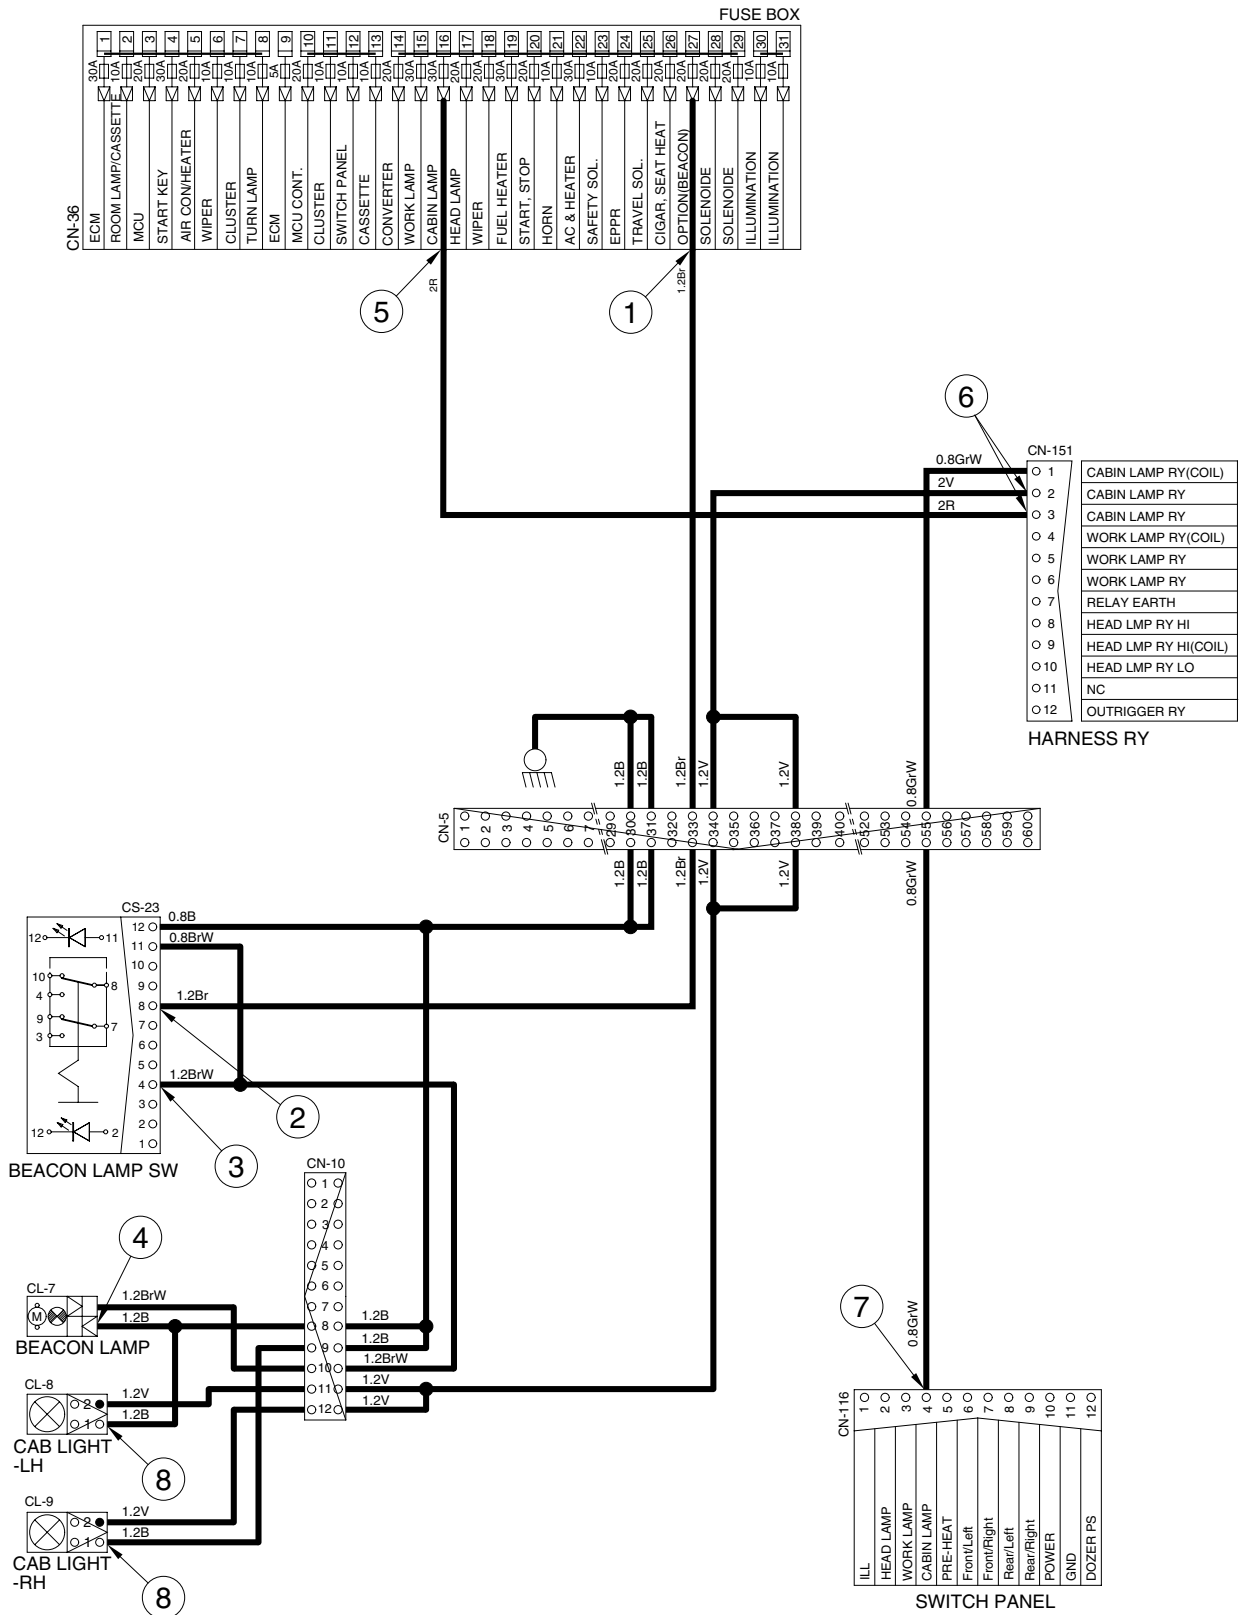 FUSE BOX
1 2 3 4 5 6 7 8 9 10 11 12 13 14 15 16 17 18 19 20 21 22 23 24 25 26 27 28 29 30 31
30A 10A 20A 30A 20A 10A 10A 10A 5A 20A 10A 10A 10A 20A 30A 30A 20A 20A 30A 20A 10A 30A 20A 10A 20A 20A 20A 20A 20A 10A 10A
CN-36
ECM
ROOM LAMP/CASSETTE
MCU
START KEY
AIR CON/HEATER
WIPER
CLUSTER
TURN LAMP
ECM
MCU CONT.
CLUSTER
SWITCH PANEL
CASSETTE
CONVERTER
WORK LAMP
CABIN LAMP
HEAD LAMP
WIPER
FUEL HEATER
START, STOP
HORN
AC & HEATER
SAFETY SOL.
EPPR
TRAVEL SOL.
CIGAR, SEAT HEAT
OPTION(BEACON)
SOLENOIDE
SOLENOIDE
ILLUMINATION
ILLUMINATION
2R
1.2Br
5
1
6
CN-151
0.8GrW
2V
2R
1 CABIN LAMP RY(COIL)
2 CABIN LAMP RY
3 CABIN LAMP RY
4 WORK LAMP RY(COIL)
5 WORK LAMP RY
6 WORK LAMP RY
7 RELAY EARTH
8 HEAD LMP RY HI
9 HEAD LMP RY HI(COIL)
10 HEAD LMP RY LO
11 NC
12 OUTRIGGER RY
HARNESS RY
1.2B 1.2B 1.2Br 1.2V 1.2V 0.8GrW
CN-5
1 2 3 4 5 6 7 29 30 31 32 33 34 35 36 37 38 39 40 52 53 54 55 56 57 58 59 60
1.2B 1.2B 1.2Br 1.2V 1.2V 0.8GrW
CS-23
12 0.8B
11 0.8BrW
10
9
8 1.2Br
7
6
5
4 1.2BrW
3
2
1
12 11
10
4
8
9
3
7
12 2
BEACON LAMP SW
2
3
CN-10
1
2
3
4
5
6
7
8 1.2B
9 1.2B
10 1.2BrW
11 1.2V
12 1.2V
4
CL-7
M
1.2BrW
1.2B
BEACON LAMP
CL-8
2 1.2V
1 1.2B
CAB LIGHT
-LH
8
CL-9
2 1.2V
1 1.2B
CAB LIGHT
-RH
8
7
0.8GrW
CN-116
1 2 3 4 5 6 7 8 9 10 11 12
ILL
HEAD LAMP
WORK LAMP
CABIN LAMP
PRE-HEAT
Front/Left
Front/Right
Rear/Left
Rear/Right
POWER
GND
DOZER PS
SWITCH PANEL